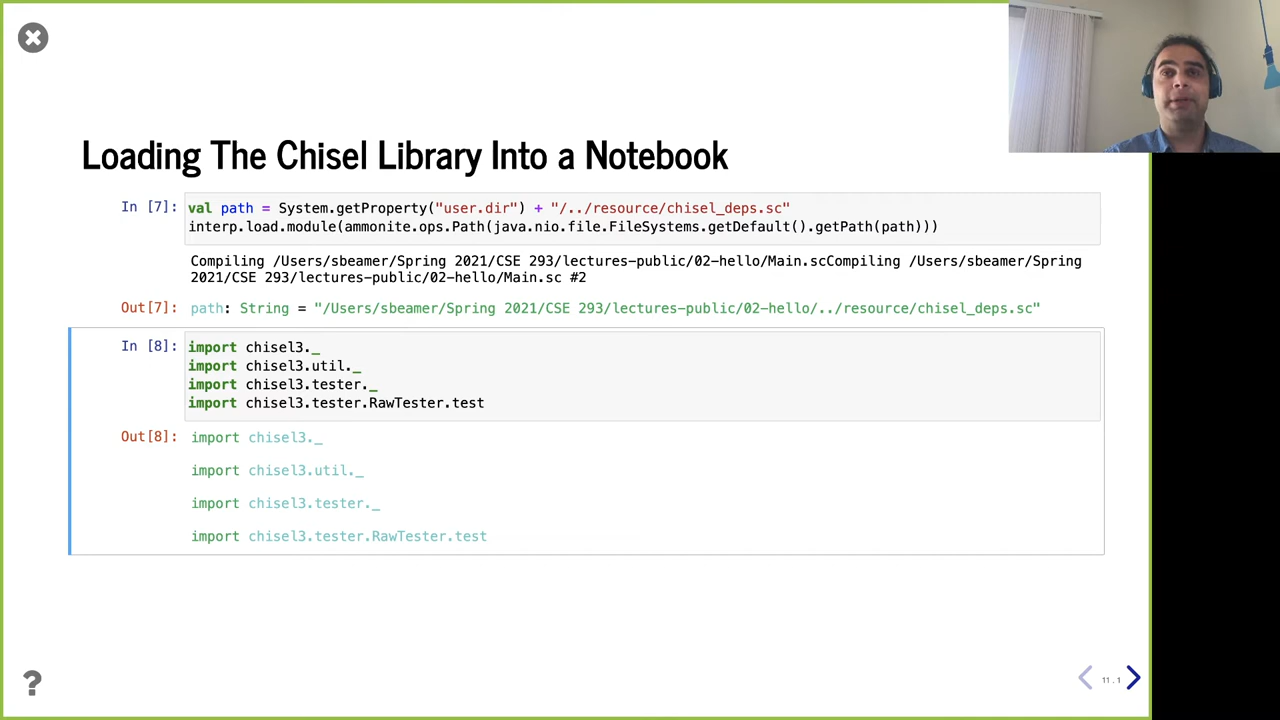 Loading The Chisel Library Into a Notebook
In [7]: val path = System.getProperty("user.dir") + "/../resource/chisel_deps.sc"
interp.load.module(ammonite.ops.Path(java.nio.file.FileSystems.getDefault().getPath(path)))
Compiling /Users/sbeamer/Spring 2021/CSE 293/lectures-public/02-hello/Main.scCompiling /Users/sbeamer/Spring
2021/CSE 293/lectures-public/02-hello/Main.sc #2
Out[7]: path: String = "/Users/sbeamer/Spring 2021/CSE 293/lectures-public/02-hello/../resource/chisel_deps.sc"
In [8]: import chisel3._
import chisel3.util._
import chisel3.tester._
import chisel3.tester.RawTester.test
Out[8]: import chisel3._
import chisel3.util._
import chisel3.tester._
import chisel3.tester.RawTester.test
?
11.1